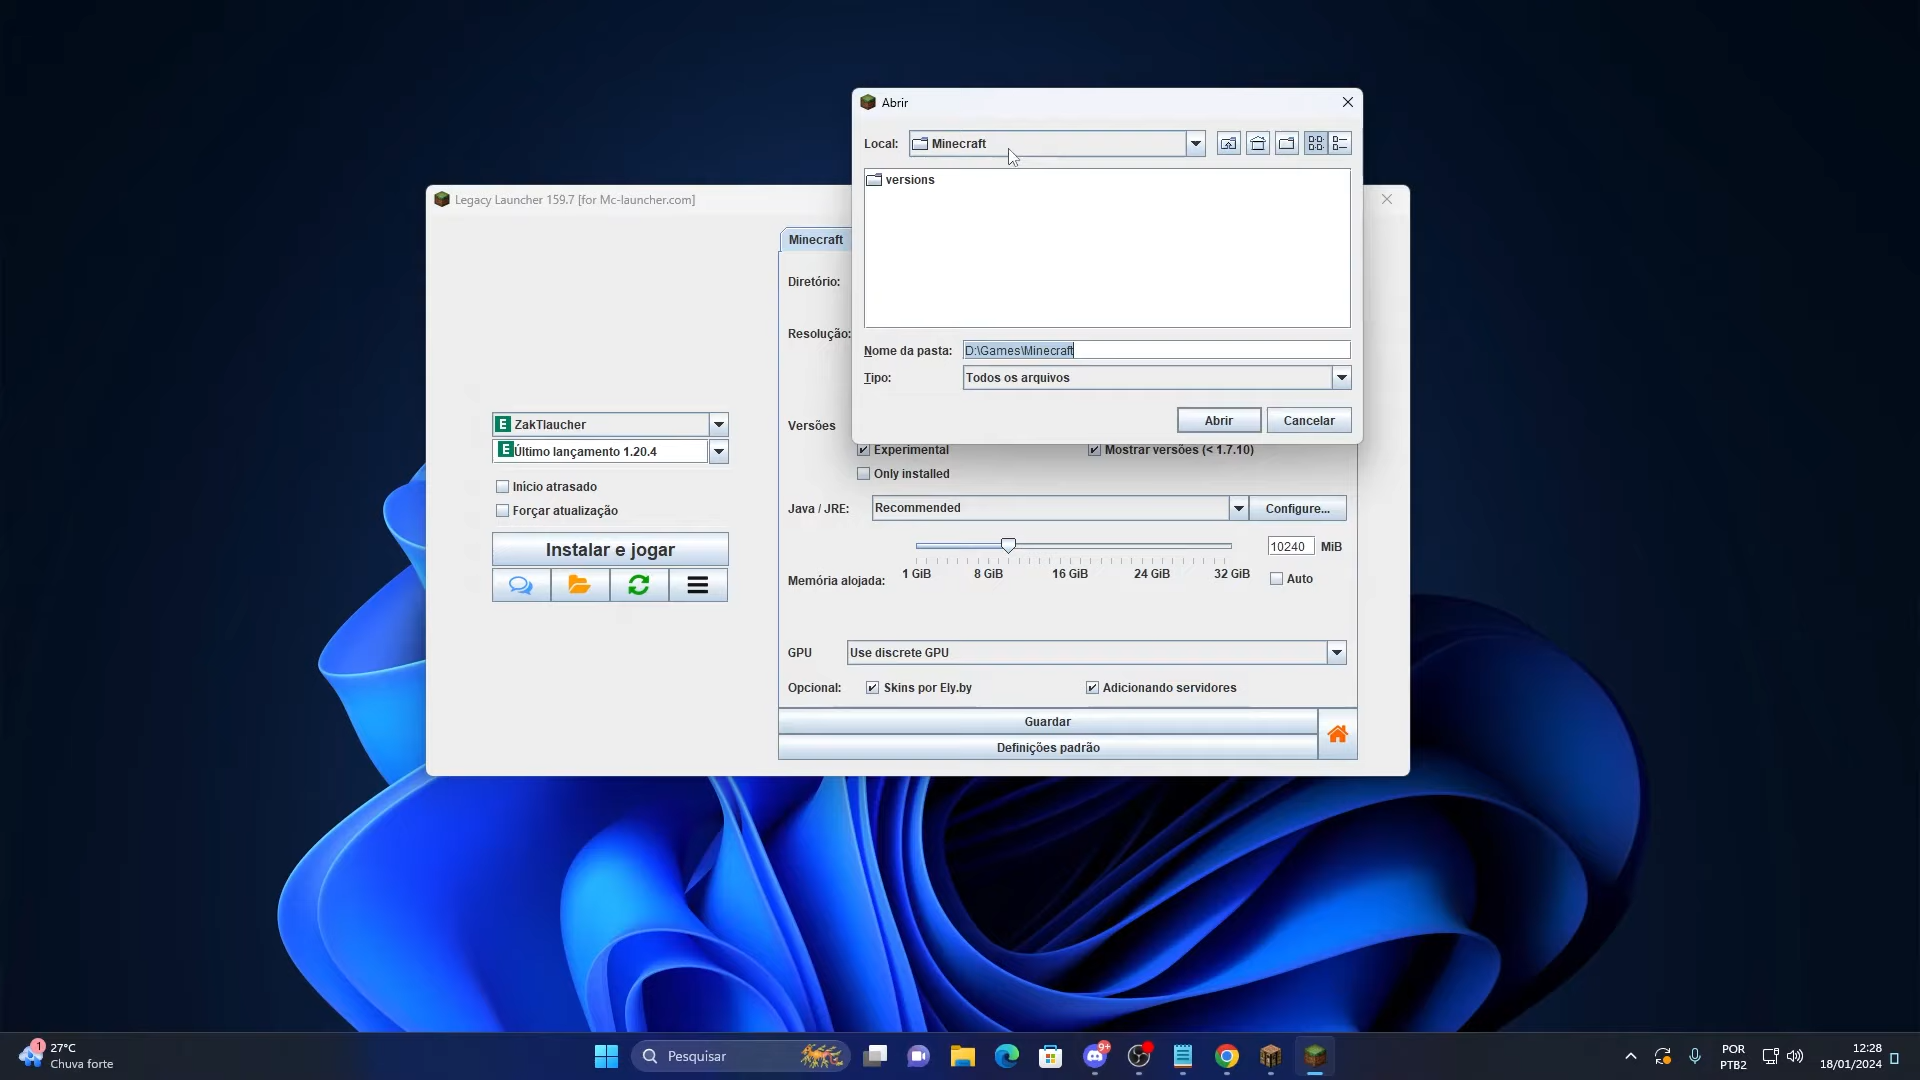 Abrir
Local: Minecraft
versions
Nome da pasta: D:\Games\Minecraft
Tipo: Todos os arquivos
Abrir Cancelar
Legacy Launcher 159.7 [for Mc-launcher.com]
Minecraft
Diretório:
Resolução:
Versões
Experimental Mostrar versões (< 1.7.10)
Only installed
Java / JRE: Recommended Configure...
10240 MiB
Memória alojada: 1 GiB 8 GiB 16 GiB 24 GiB 32 GiB Auto
GPU Use discrete GPU
Opcional: Skins por Ely.by Adicionando servidores
Guardar
Definições padrão
E ZakTlaucher
E Último lançamento 1.20.4
Início atrasado
Forçar atualização
Instalar e jogar
1 27°C
Chuva forte
Pesquisar
9+
POR
PTB2
12:28
18/01/2024